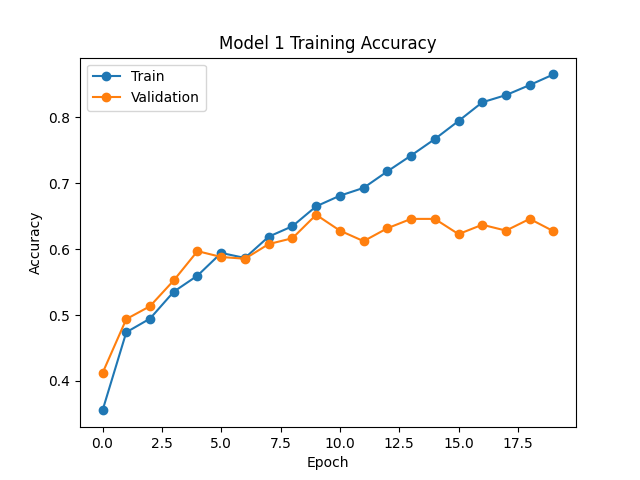 Model 1 Training Accuracy
Train
Validation
Accuracy
0.8
0.7
0.6
0.5
0.4
0.0 2.5 5.0 7.5 10.0 12.5 15.0 17.5
Epoch